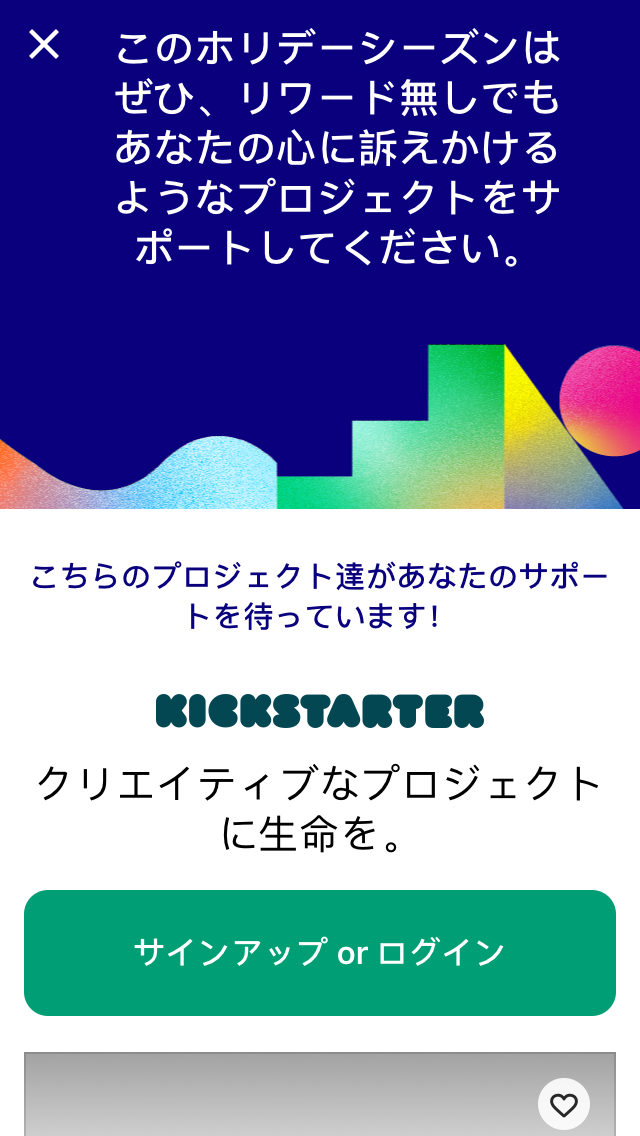 このホリデーシーズンは
ぜひ、リワード無しでも
あなたの心に訴えかける
ようなプロジェクトをサ
ポートしてください。
こちらのプロジェクト達があなたのサポー
トを待っています!
KICKSTARTER
クリエイティブなプロジェクト
に生命を。
サインアップ or ログイン